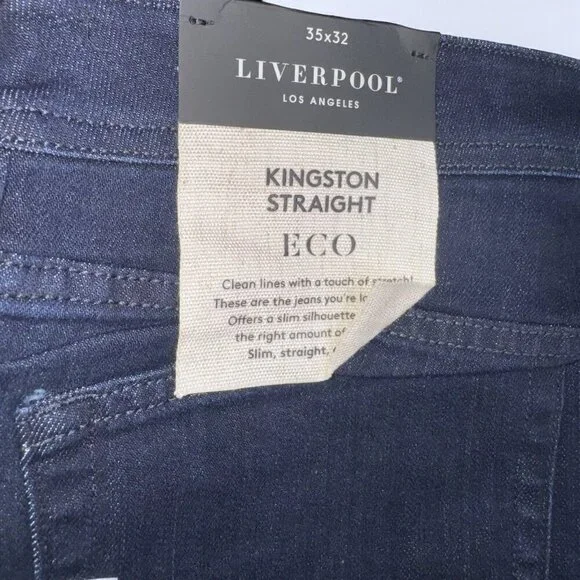 35x32
LIVERPOOL®
LOS ANGELES
KINGSTON
STRAIGHT
ECO
Clean lines with a touch of stretch!
These are the jeans you're
Offers a slim silhouette
the right amount of
Slim, straight,